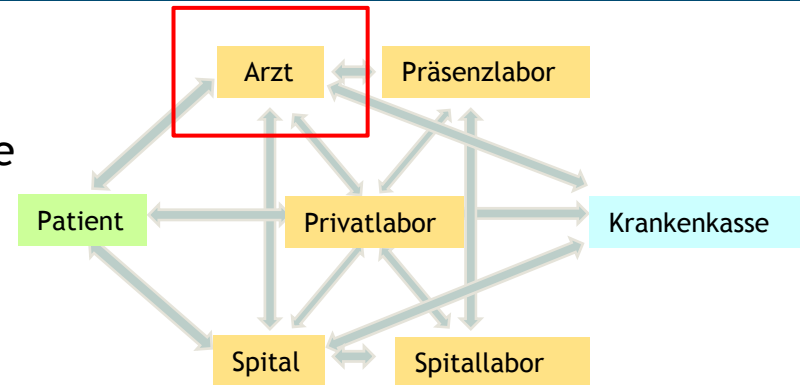 Arzt
Präsenzlabor
e
Patient
Privatlabor
Krankenkasse
Spital
Spitallabor